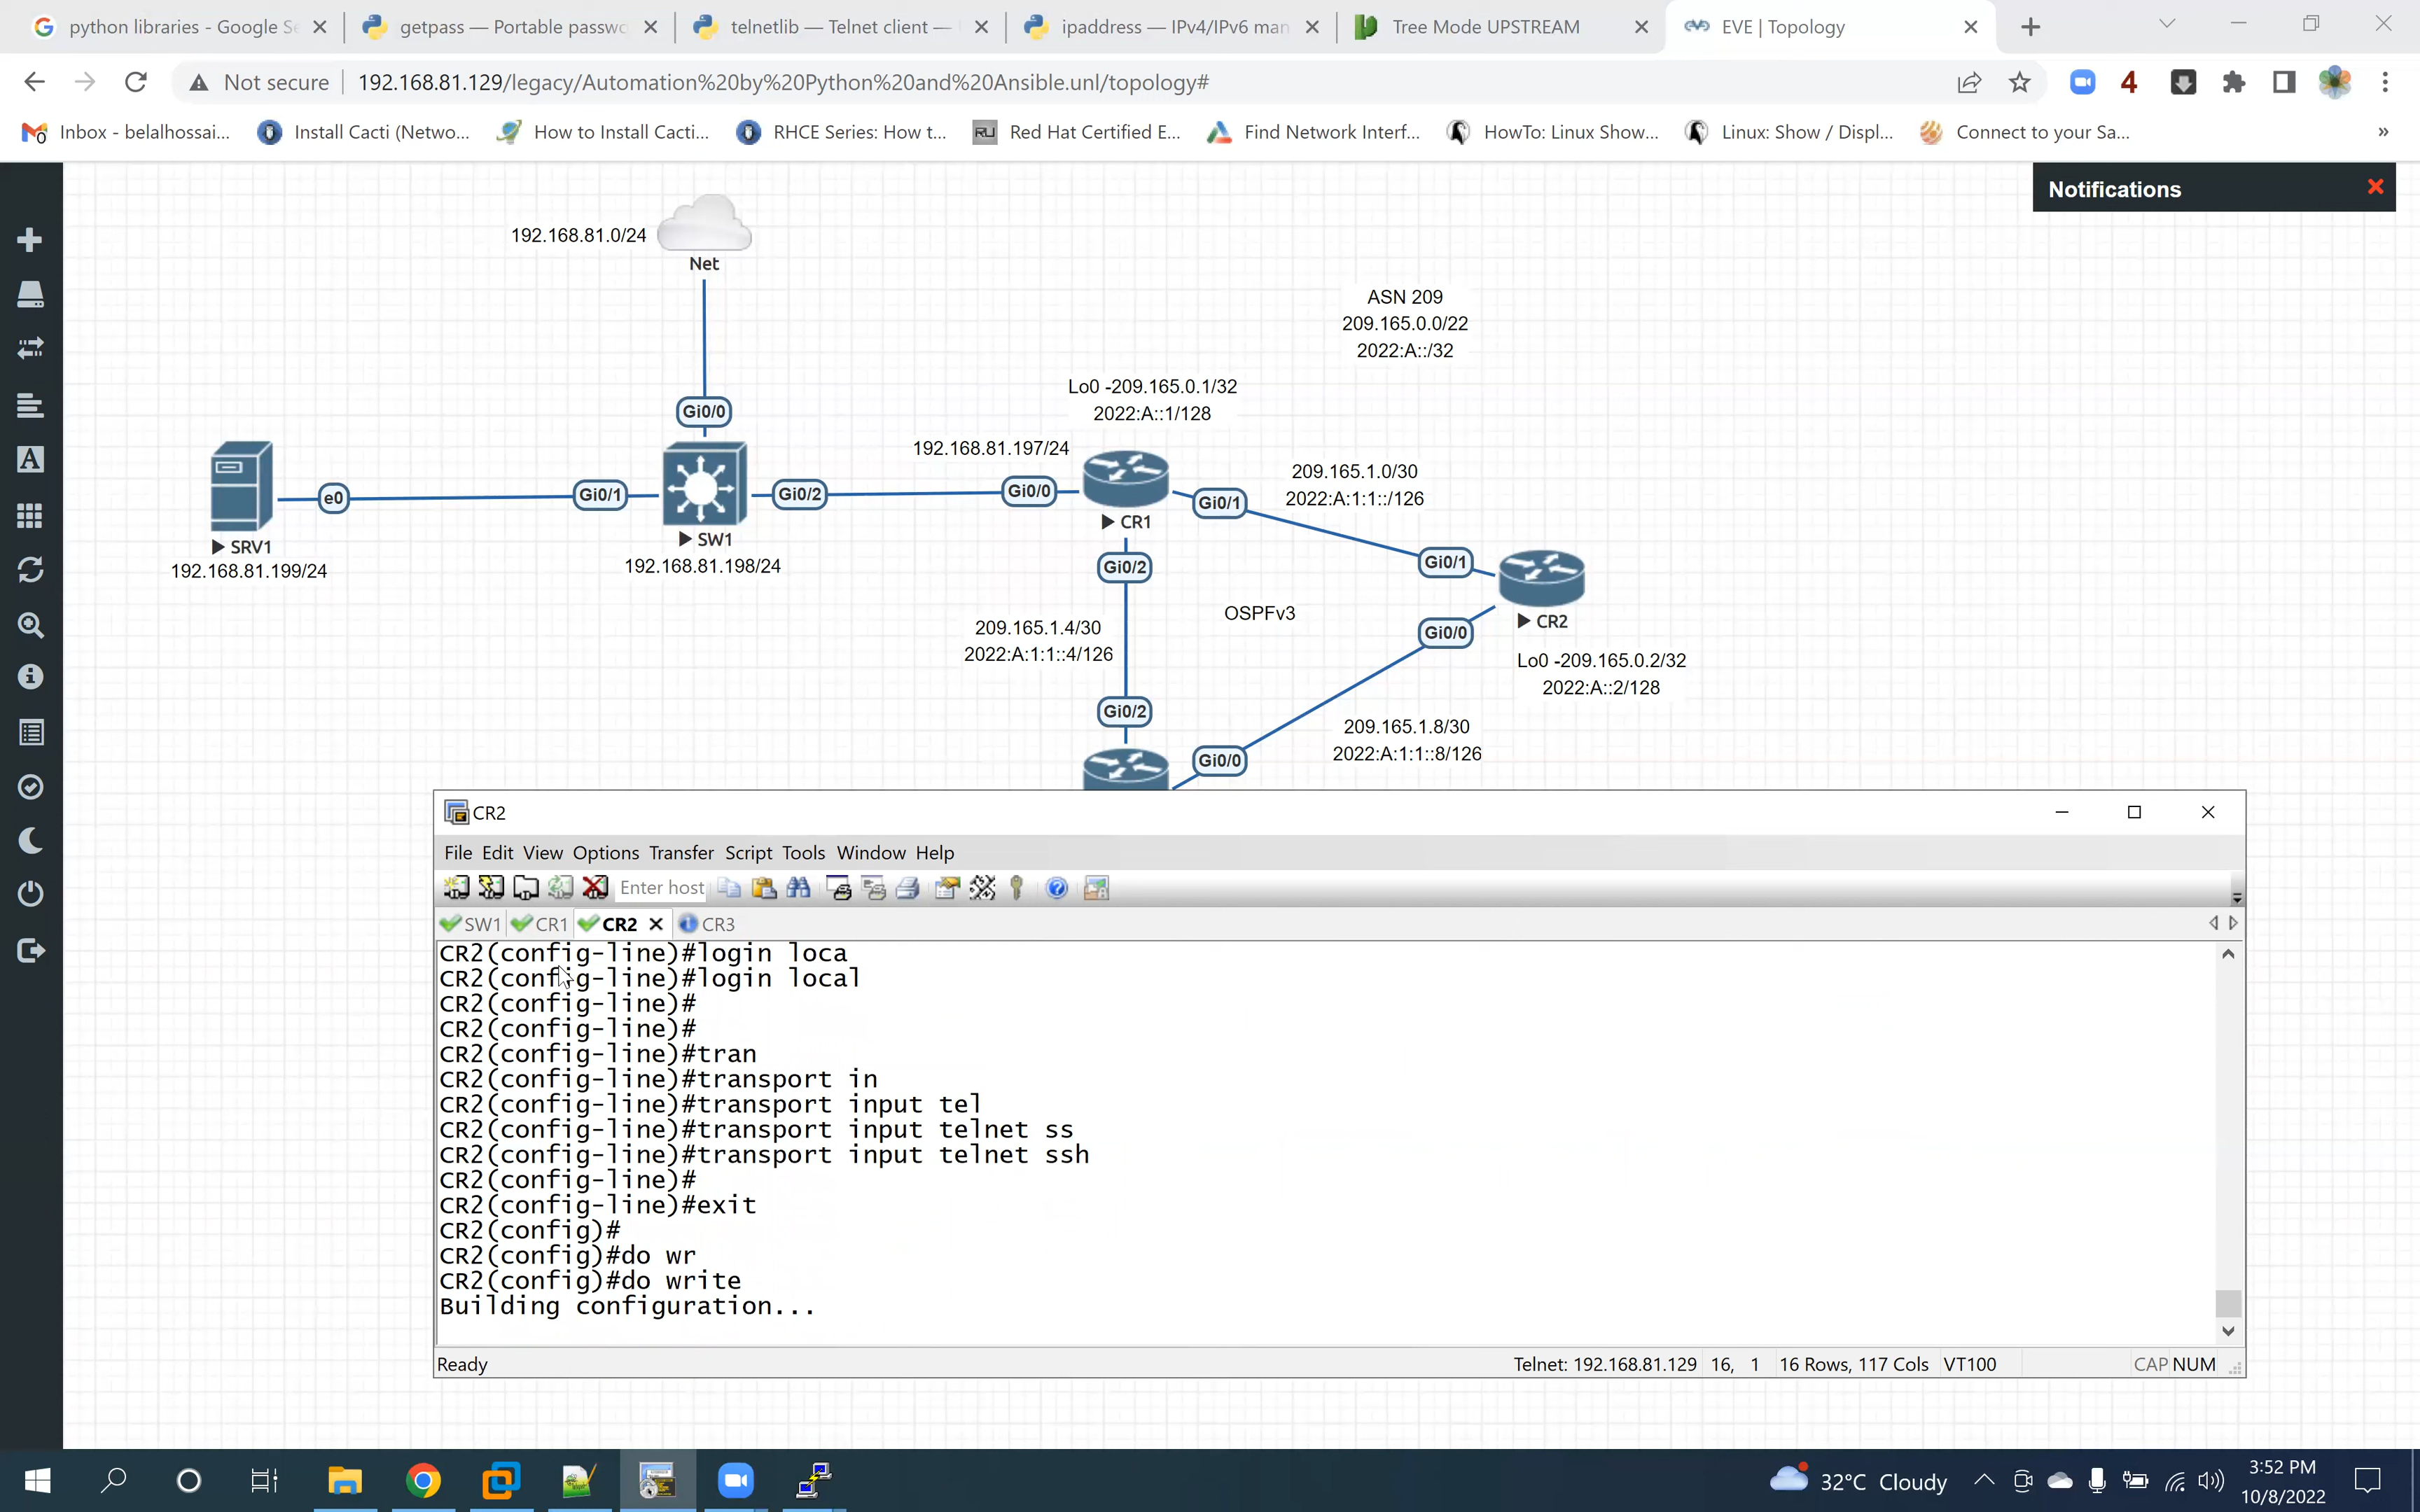 python libraries - Google Se
getpass — Portable passwo
telnetlib — Telnet client —
ipaddress — IPv4/IPv6 man
Tree Mode UPSTREAM
EVE | Topology
Not secure
192.168.81.129/legacy/Automation%20by%20Python%20and%20Ansible.unl/topology#
4
Inbox - belalhossai...
Install Cacti (Netwo...
How to Install Cacti...
RHCE Series: How t...
RU
Red Hat Certified E...
Find Network Interf...
HowTo: Linux Show...
Linux: Show / Displ...
Connect to your Sa...
»
Notifications
192.168.81.0/24
Net
ASN 209
209.165.0.0/22
2022:A::/32
Lo0 -209.165.0.1/32
2022:A::1/128
Gi0/0
192.168.81.197/24
209.165.1.0/30
2022:A:1:1::/126
e0
Gi0/1
Gi0/2
Gi0/0
Gi0/1
CR1
SRV1
192.168.81.199/24
SW1
192.168.81.198/24
Gi0/2
Gi0/1
OSPFv3
CR2
209.165.1.4/30
2022:A:1:1::4/126
Gi0/0
Lo0 -209.165.0.2/32
2022:A::2/128
Gi0/2
209.165.1.8/30
2022:A:1:1::8/126
Gi0/0
CR2
File Edit View Options Transfer Script Tools Window Help
Enter host
SW1
CR1
CR2
CR3
CR2(config-line)#login loca
CR2(config-line)#login local
CR2(config-line)#
CR2(config-line)#
CR2(config-line)#tran
CR2(config-line)#transport in
CR2(config-line)#transport input tel
CR2(config-line)#transport input telnet ss
CR2(config-line)#transport input telnet ssh
CR2(config-line)#
CR2(config-line)#exit
CR2(config)#
CR2(config)#do wr
CR2(config)#do write
Building configuration...
Ready
Telnet: 192.168.81.129
16, 1
16 Rows, 117 Cols
VT100
CAP NUM
32°C Cloudy
3:52 PM
10/8/2022